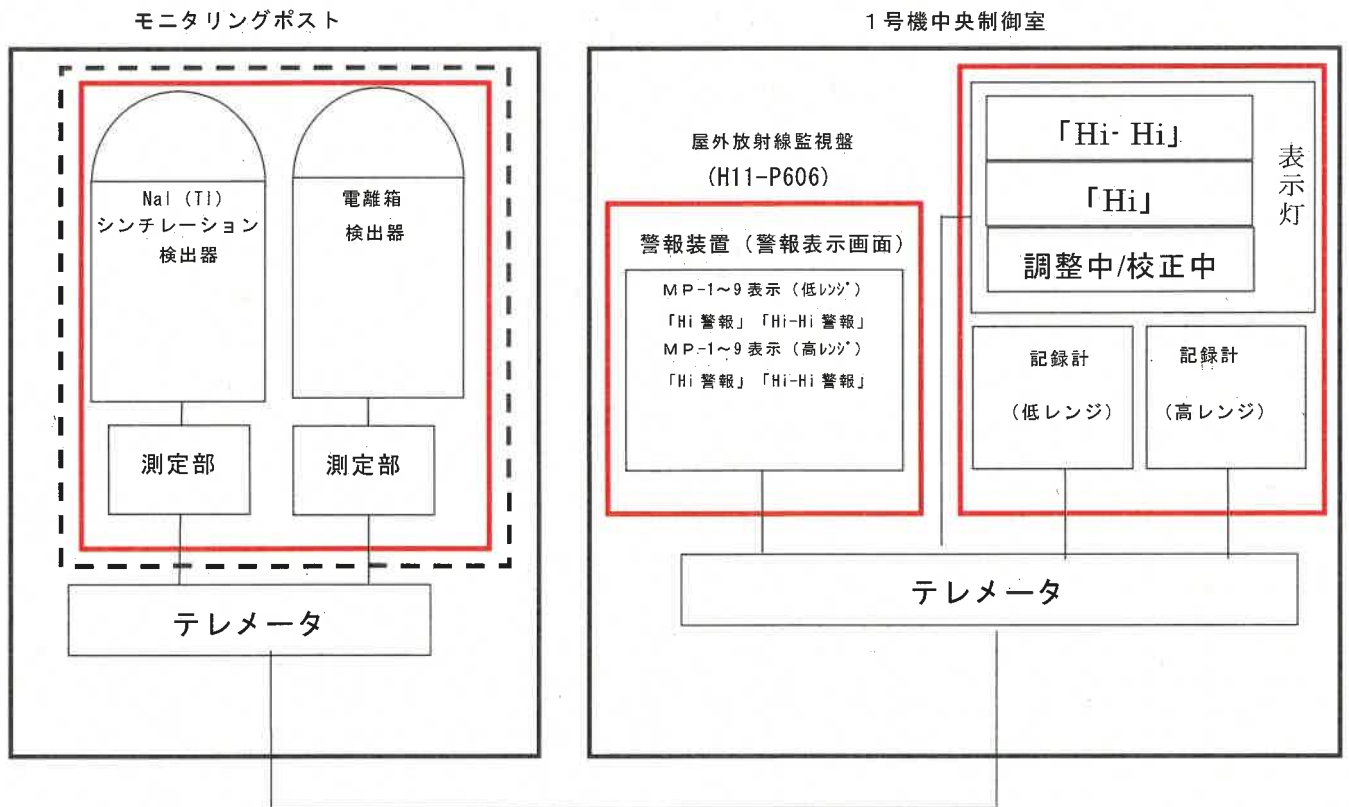 モニタリングポスト
NaI (Tl)
シンチレーション
検出器
電離箱
検出器
測定部
測定部
テレメータ
1号機中央制御室
屋外放射線監視盤
(H11-P606)
警報装置（警報表示画面）
MP-1～9表示（低ﾚﾝｼﾞ）
「Hi警報」「Hi-Hi警報」
MP-1～9表示（高ﾚﾝｼﾞ）
「Hi警報」「Hi-Hi警報」
「Hi- Hi」
「Hi」
調整中/校正中
表示灯
記録計
(低レンジ)
記録計
(高レンジ)
テレメータ